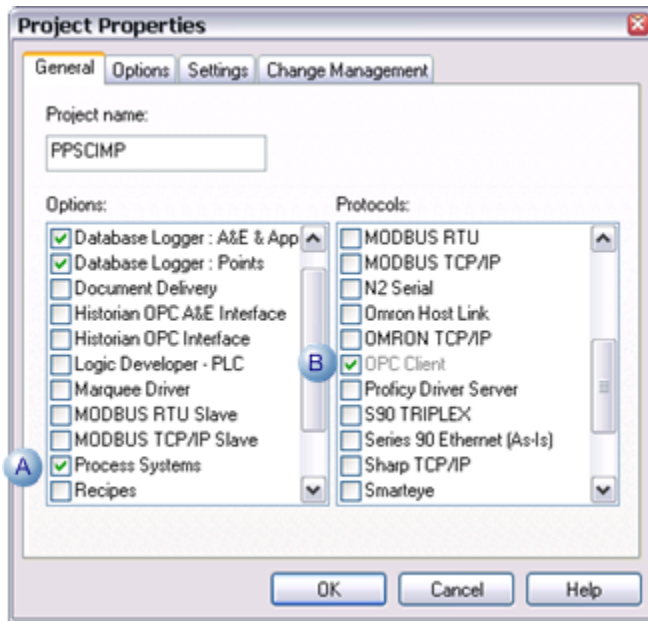 Project Properties
General Options Settings Change Management
Project name:
PPSCIMP
Options:
Database Logger : A&E & App
Database Logger : Points
Document Delivery
Historian OPC A&E Interface
Historian OPC Interface
Logic Developer - PLC
Marquee Driver
MODBUS RTU Slave
MODBUS TCP/IP Slave
A Process Systems
Recipes
Protocols:
MODBUS RTU
MODBUS TCP/IP
N2 Serial
Omron Host Link
OMRON TCP/IP
B OPC Client
Proficy Driver Server
S90 TRIPLEX
Series 90 Ethernet (As-Is)
Sharp TCP/IP
Smarteye
OK Cancel Help